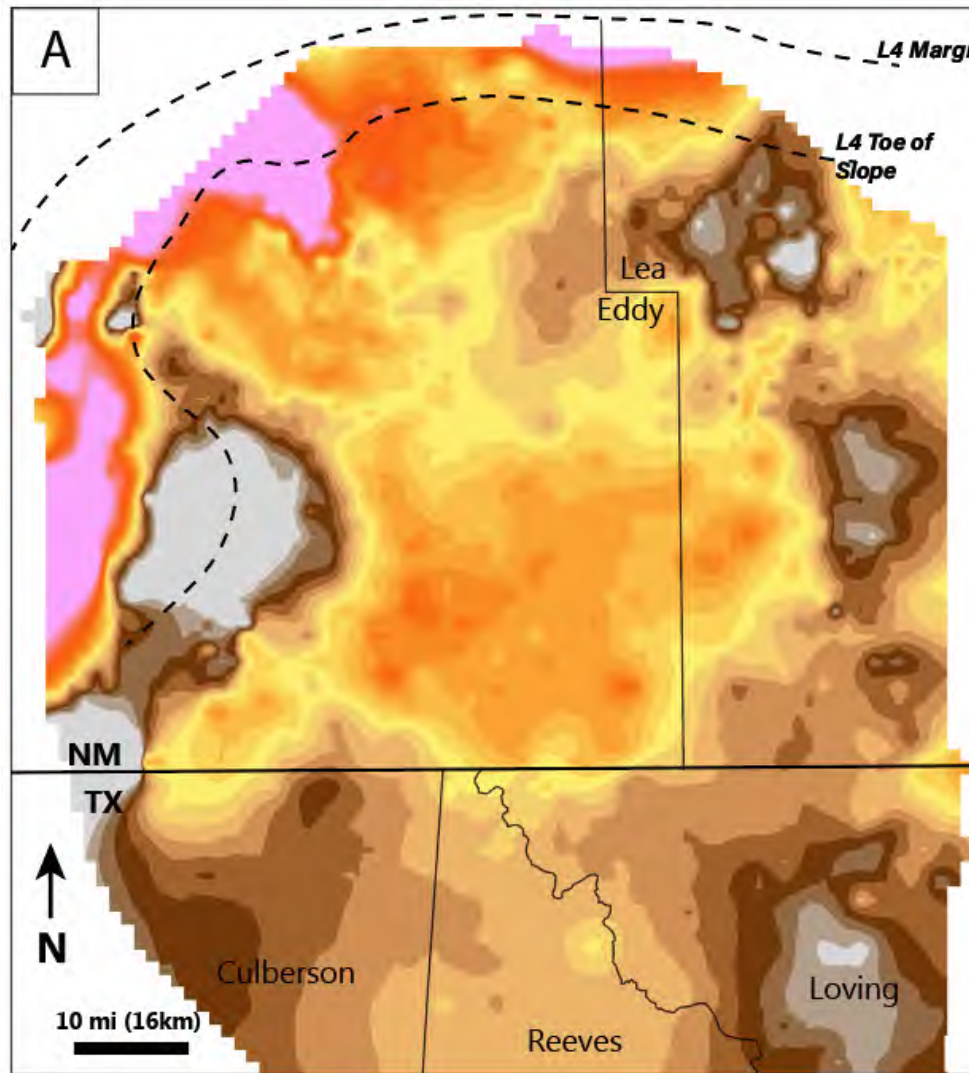 A
L4 Margi
L4 Toe of
Slope
Lea
Eddy
NM
TX
N
Culberson
Loving
10 mi (16km)
Reeves